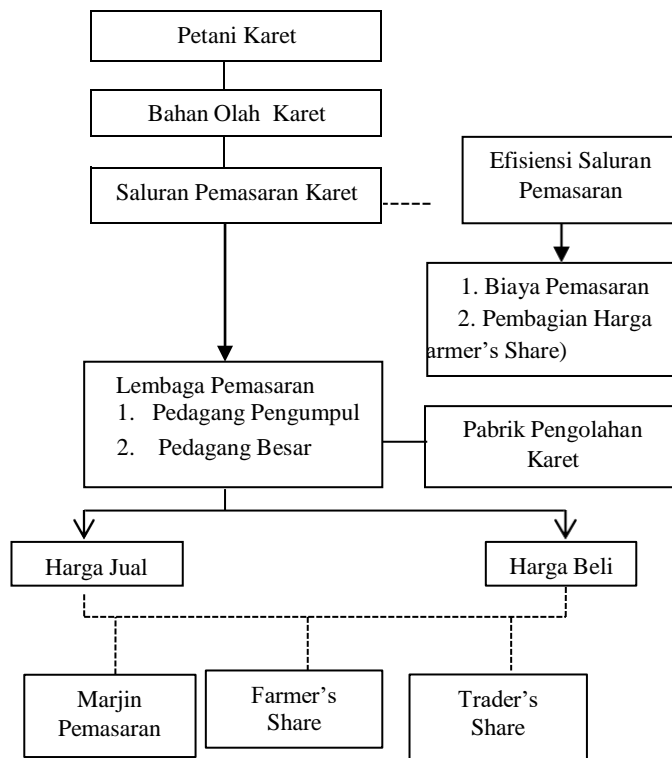 Petani Karet
Bahan Olah Karet
Saluran Pemasaran Karet
Efisiensi Saluran
Pemasaran
1. Biaya Pemasaran
2. Pembagian Harga
armer's Share)
Lembaga Pemasaran
1. Pedagang Pengumpul
2. Pedagang Besar
Pabrik Pengolahan
Karet
Harga Jual
Harga Beli
Marjin
Pemasaran
Farmer's
Share
Trader's
Share